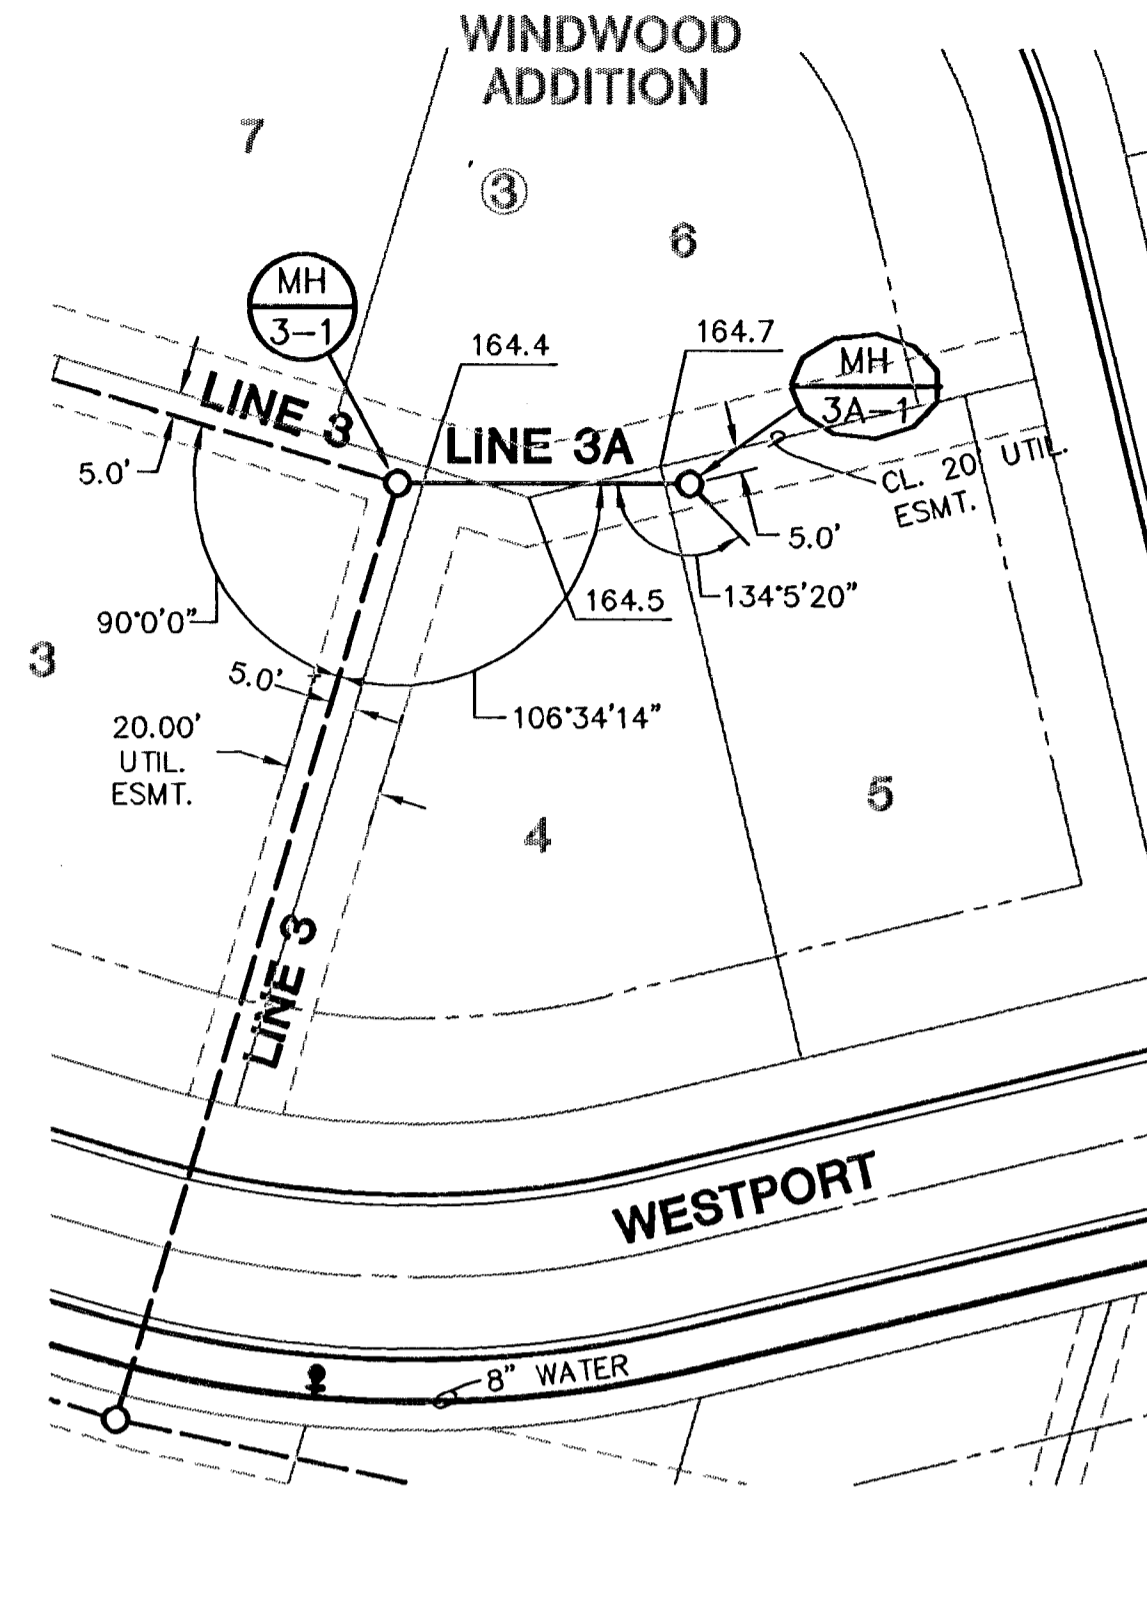 WINDWOOD
ADDITION
7
3
6
MH
3-1
164.4
164.7
MH
3A-1
LINE 3
LINE 3A
5.0'
CL. 20' UTIL.
ESMT.
5.0'
134°5'20"
164.5
90°0'0"
3
5.0'
106°34'14"
20.00'
UTIL.
ESMT.
5
4
LINE 3
WESTPORT
8" WATER